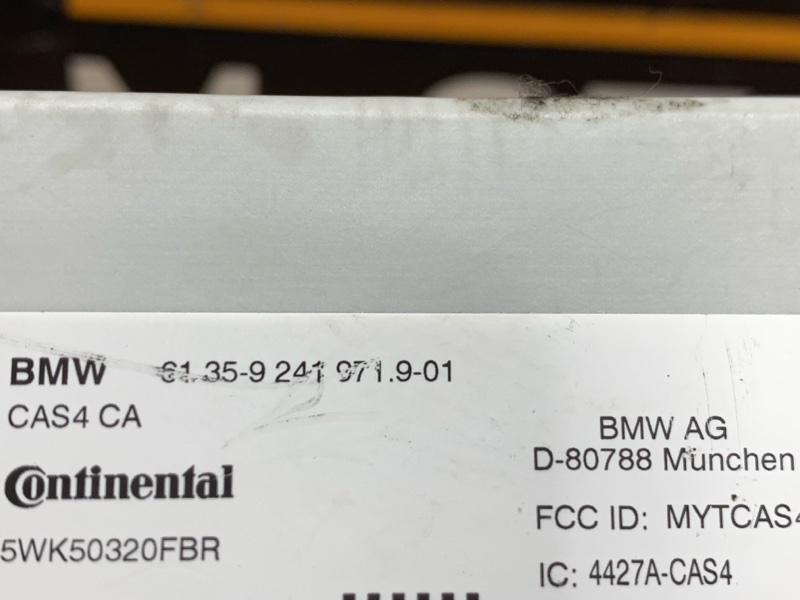 BMW 61.35-9 241 971.9-01
CAS4 CA
Continental
5WK50320FBR
BMW AG
D-80788 Munchen
FCC ID: MYTCAS4
IC: 4427A-CAS4